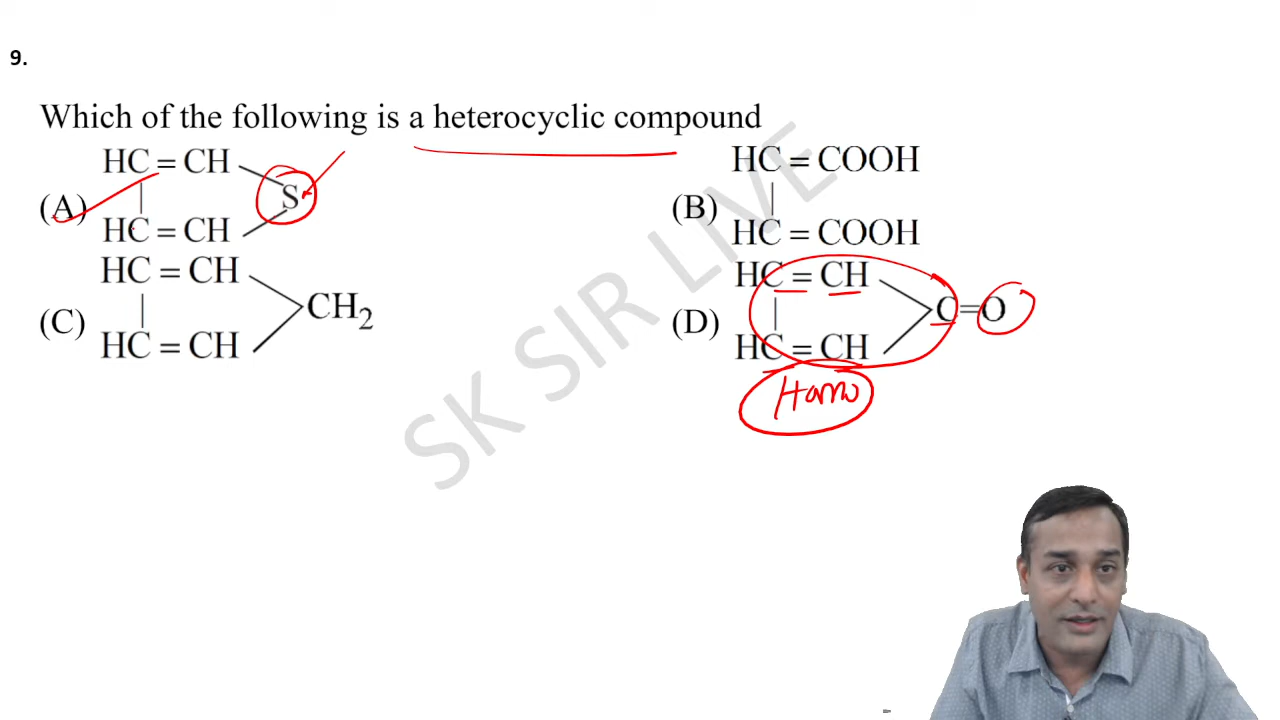 9.
Which of the following is a heterocyclic compound
HC = CH
(A) S
HC = CH
HC = COOH
(B)
HC = COOH
HC = CH
(C) CH₂
HC = CH
HC = CH
(D) C=O
HC = CH
Homo
SK SIR LIVE